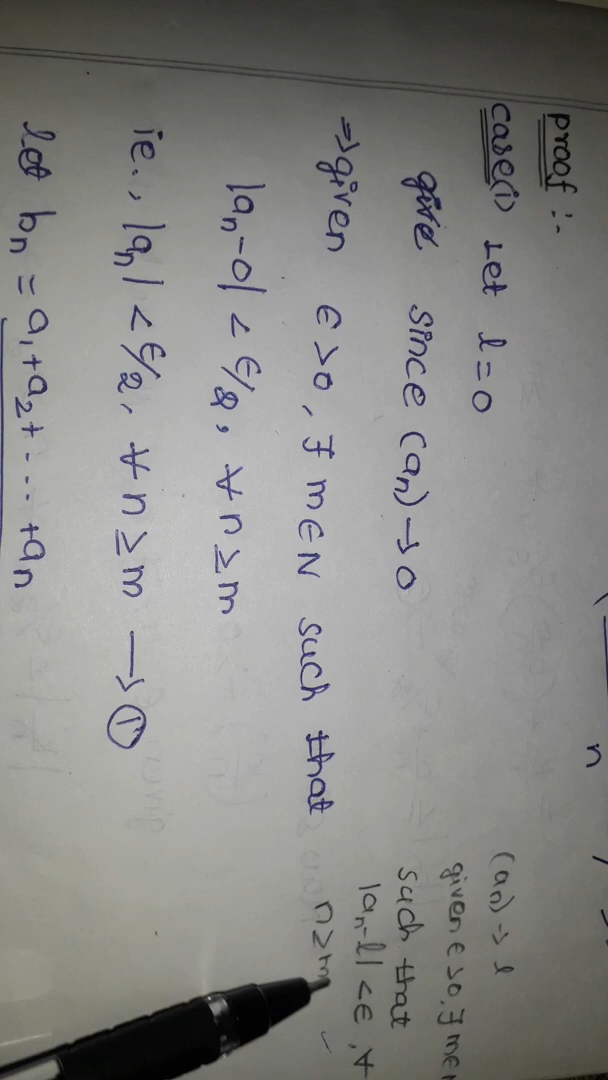 n
proof :-
case(i) Let l = 0
give since (aₙ) → 0
⇒ given ϵ > 0, ∃ m ∈ N such that
|aₙ - 0| < ϵ/2, ∀ n ≥ m
ie., |aₙ| < ϵ/2, ∀ n ≥ m → ①
let bₙ = a₁ + a₂ + ... + aₙ
(aₙ) → l
given ϵ > 0, ∃ m ∈
such that
|aₙ - l| < ϵ, ∀
n ≥ m